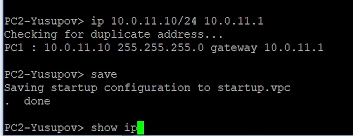 PC2-Yusupov> ip 10.0.11.10/24 10.0.11.1
Checking for duplicate address...
PC1 : 10.0.11.10 255.255.255.0 gateway 10.0.11.1
PC2-Yusupov> save
Saving startup configuration to startup.vpc
. done
PC2-Yusupov> show ip